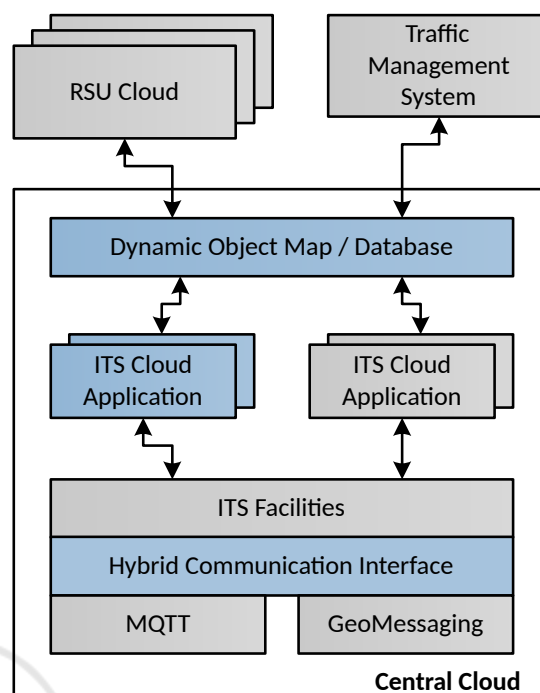 RSU Cloud
Traffic
Management
System
Dynamic Object Map / Database
ITS Cloud
Application
ITS Cloud
Application
ITS Facilities
Hybrid Communication Interface
MQTT
GeoMessaging
Central Cloud